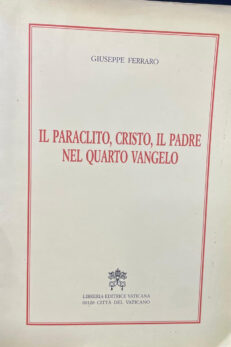 GIUSEPPE FERRARO
IL PARACLITO, CRISTO, IL PADRE
NEL QUARTO VANGELO
LIBRERIA EDITRICE VATICANA
00120 CITTÀ DEL VATICANO